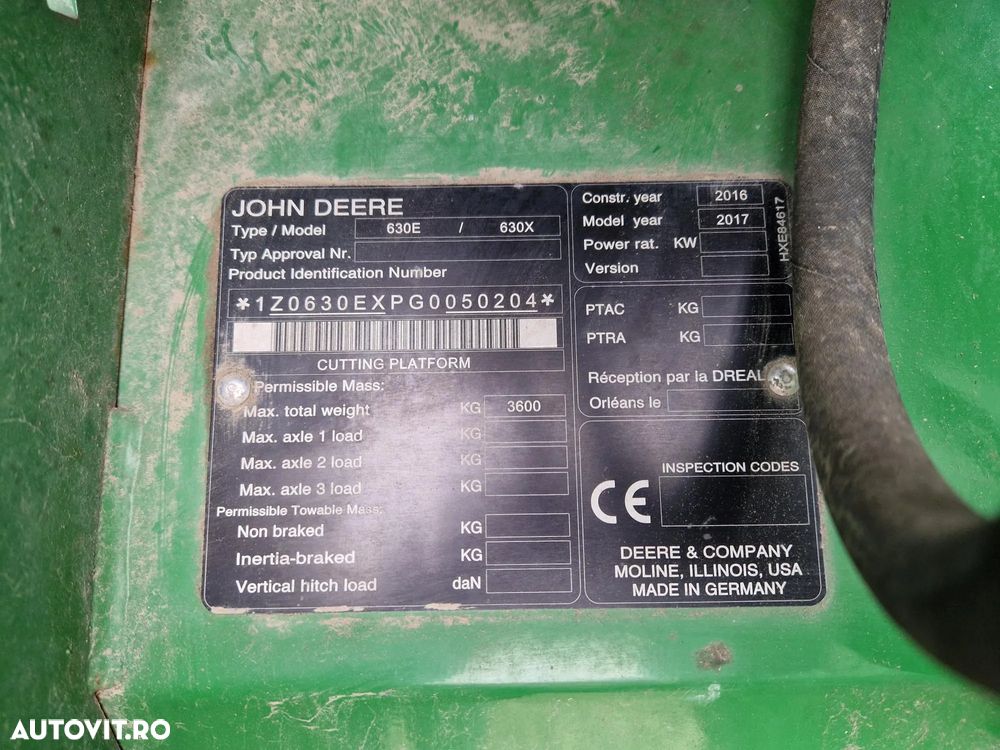 JOHN DEERE
Type / Model 630E / 630X
Typ Approval Nr.
Product Identification Number
*1Z0630EXPG0050204*
CUTTING PLATFORM
Permissible Mass:
Max. total weight KG 3600
Max. axle 1 load KG
Max. axle 2 load KG
Max. axle 3 load KG
Permissible Towable Mass:
Non braked KG
Inertia-braked KG
Vertical hitch load daN
Constr. year 2016
Model year 2017
Power rat. KW
Version
HXE84617
PTAC KG
PTRA KG
Réception par la DREAL
Orléans le
INSPECTION CODES
CE
DEERE & COMPANY
MOLINE, ILLINOIS, USA
MADE IN GERMANY
AUTOVIT.RO